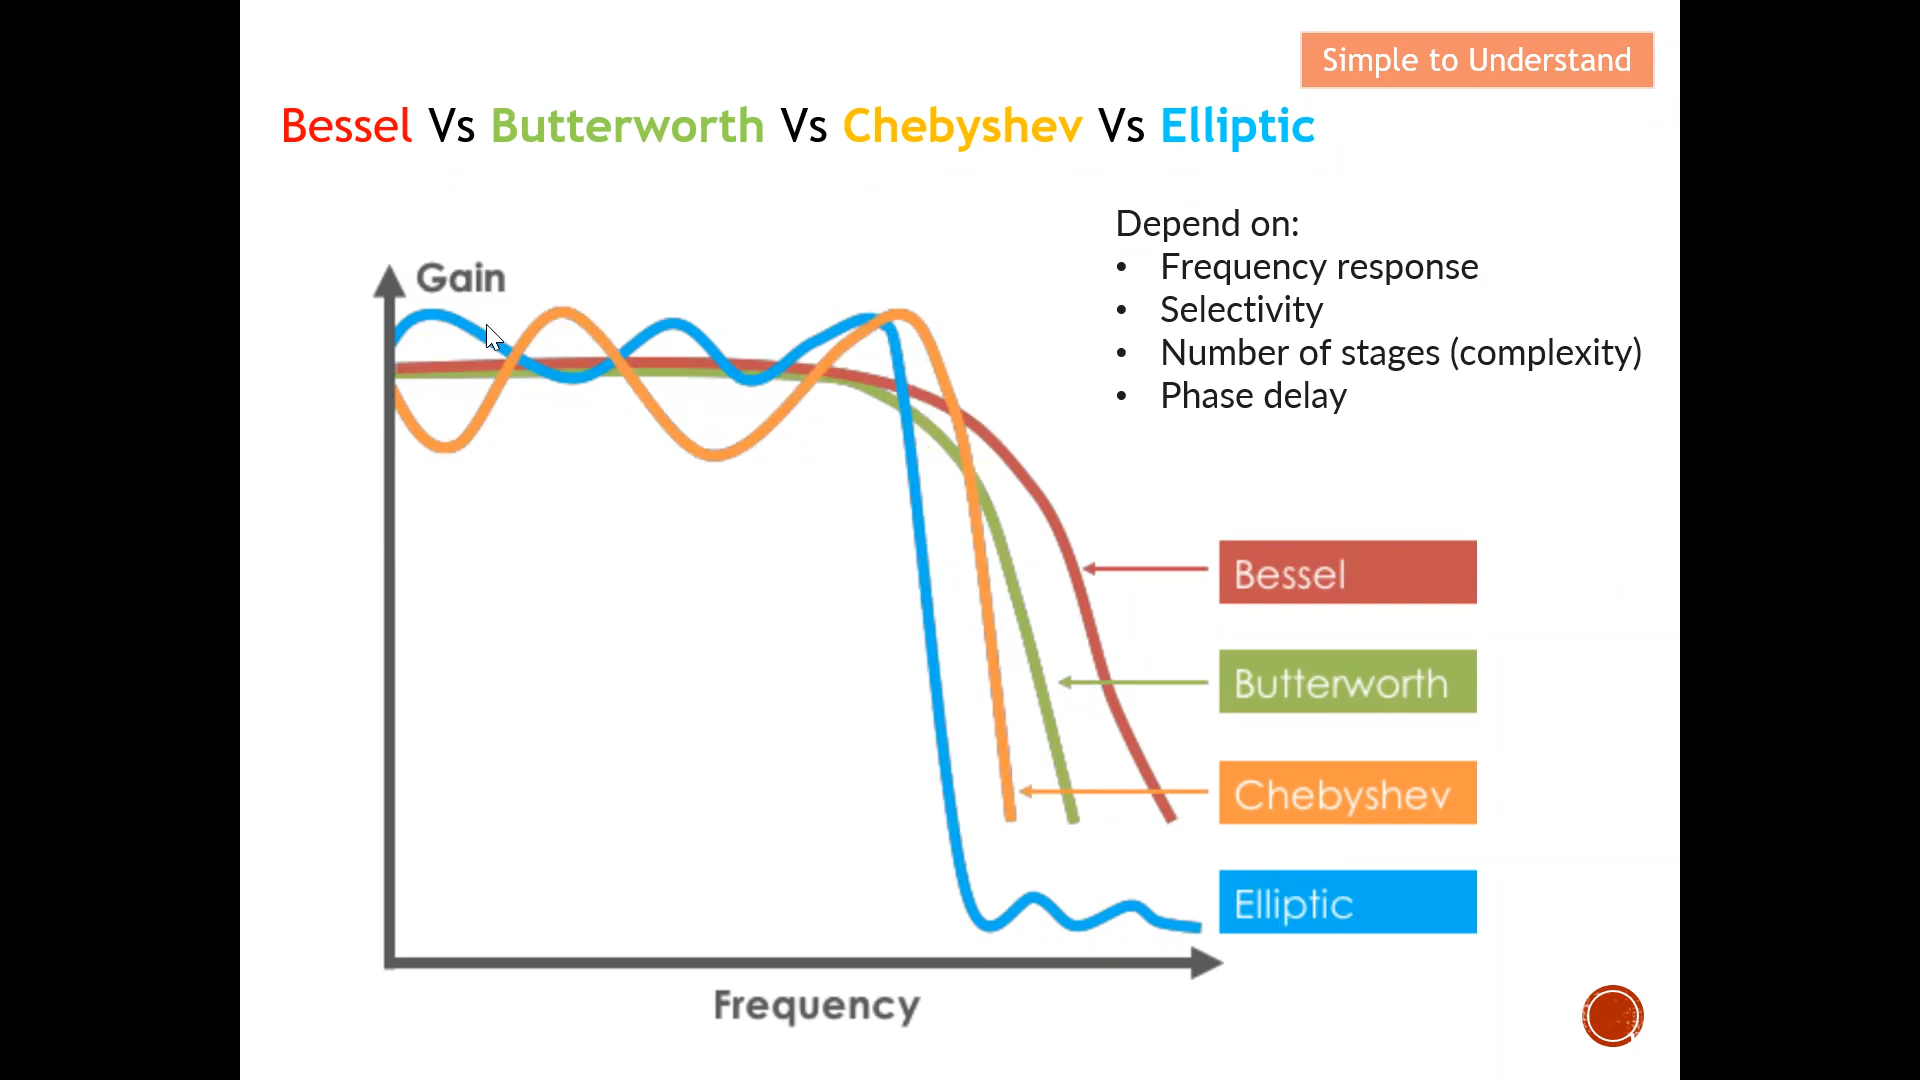 Simple to Understand
Bessel Vs Butterworth Vs Chebyshev Vs Elliptic
Depend on:
• Frequency response
• Selectivity
• Number of stages (complexity)
• Phase delay
Gain
Bessel
Butterworth
Chebyshev
Elliptic
Frequency